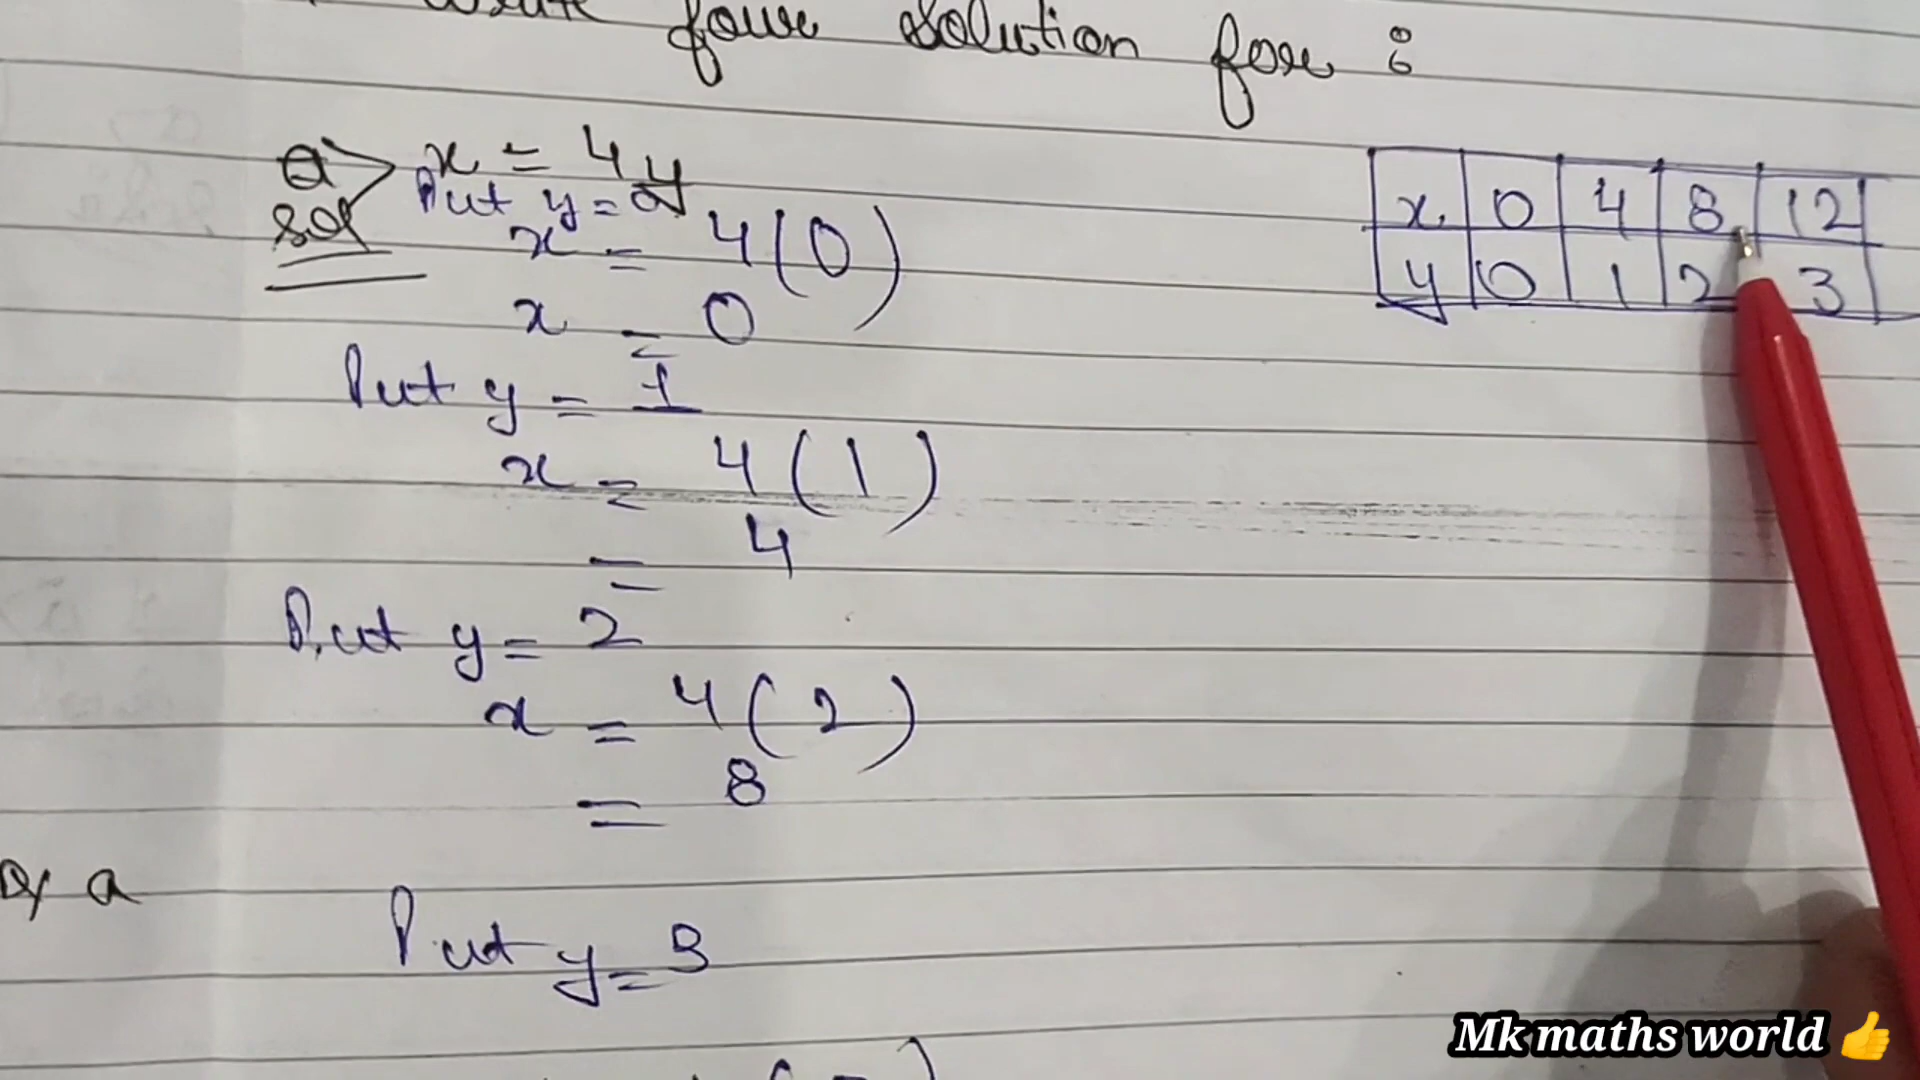 four solution for :
a> x = 4y
Sol Put y = 0
x = 4(0)
x = 0
Put y = 1
x = 4(1)
= 4
Put y = 2
x = 4(2)
= 8
a
Put y = 3
x 0 4 8 12
y 0 1 2 3
Mk maths world 👍